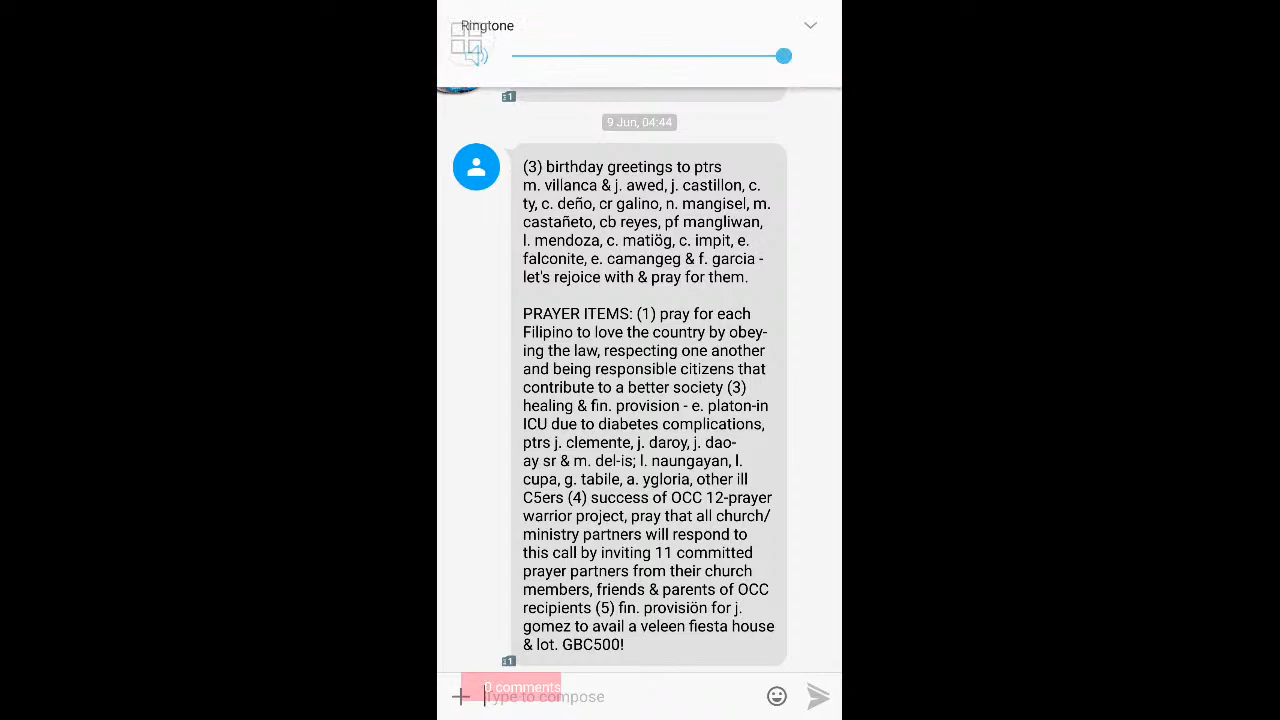 Ringtone
1
9 Jun, 04:44
(3) birthday greetings to ptrs
m. villanca & j. awed, j. castillon, c.
ty, c. deño, cr galino, n. mangisel, m.
castañeto, cb reyes, pf mangliwan,
l. mendoza, c. matiög, c. impit, e.
falconite, e. camangeg & f. garcia -
let's rejoice with & pray for them.
PRAYER ITEMS: (1) pray for each
Filipino to love the country by obey-
ing the law, respecting one another
and being responsible citizens that
contribute to a better society (3)
healing & fin. provision - e. platon-in
ICU due to diabetes complications,
ptrs j. clemente, j. daroy, j. dao-
ay sr & m. del-is; l. naungayan, l.
cupa, g. tabile, a. ygloria, other ill
C5ers (4) success of OCC 12-prayer
warrior project, pray that all church/
ministry partners will respond to
this call by inviting 11 committed
prayer partners from their church
members, friends & parents of OCC
recipients (5) fin. provisiön for j.
gomez to avail a veleen fiesta house
& lot. GBC500!
1
0 comments
Type to compose